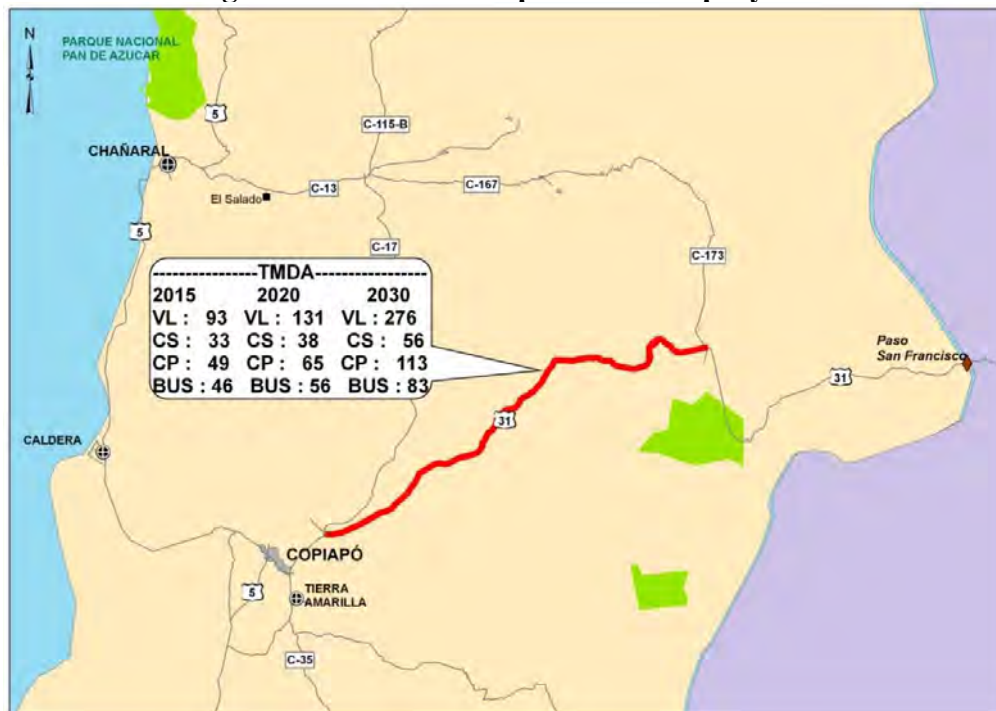 N
PARQUE NACIONAL
PAN DE AZUCAR
5
C-115-B
CHAÑARAL
C-13
C-167
El Salado
5
C-17
C-173
-----------------TMDA------------------
2015 2020 2030
VL : 93 VL : 131 VL : 276
CS : 33 CS : 38 CS : 56
CP : 49 CP : 65 CP : 113
BUS : 46 BUS : 56 BUS : 83
Paso
San Francisco
31
31
CALDERA
COPIAPÓ
5
TIERRA
AMARILLA
C-35